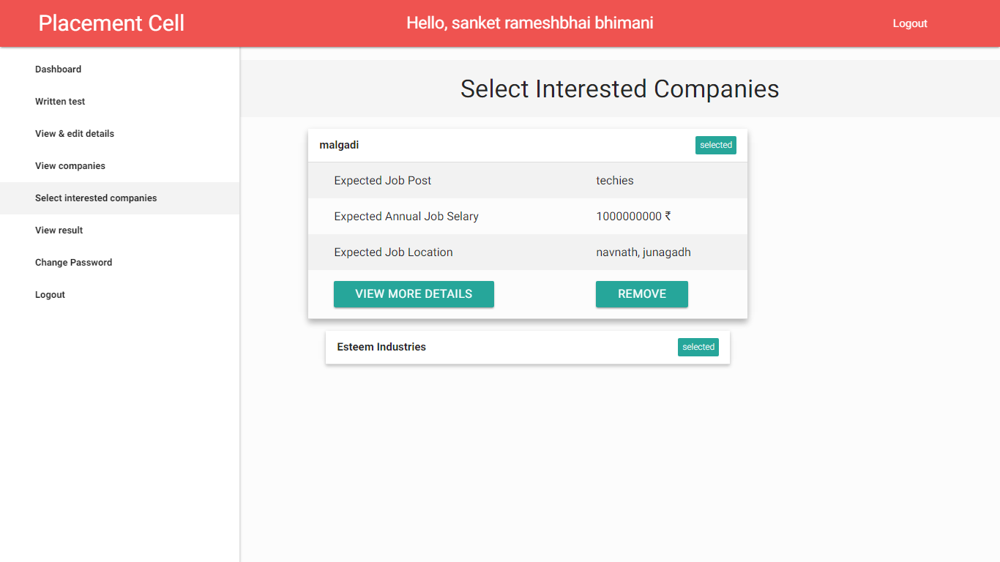 Placement Cell
Hello, sanket rameshbhai bhimani
Logout
Dashboard
Written test
View & edit details
View companies
Select interested companies
View result
Change Password
Logout
Select Interested Companies
malgadi selected
Expected Job Post techies
Expected Annual Job Selary 1000000000 ₹
Expected Job Location navnath, junagadh
VIEW MORE DETAILS REMOVE
Esteem Industries selected